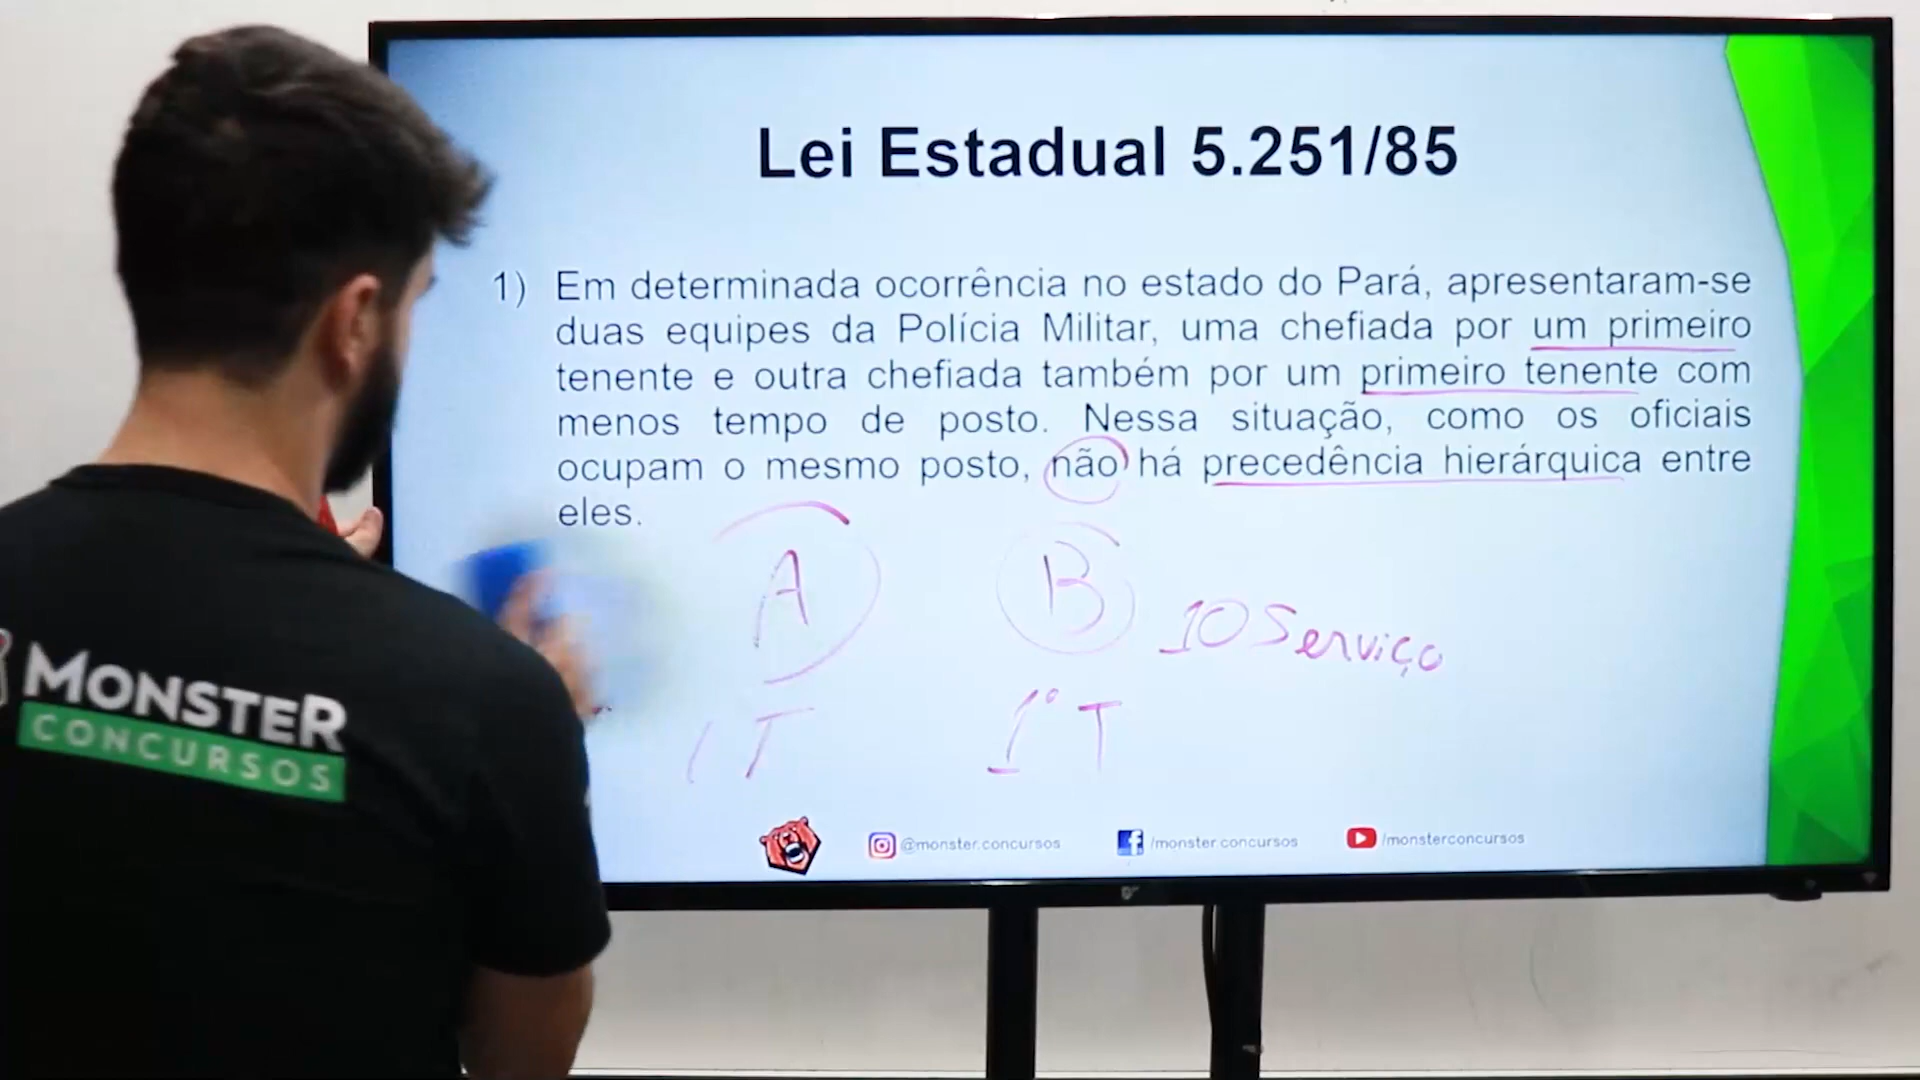 Lei Estadual 5.251/85
1) Em determinada ocorrência no estado do Pará, apresentaram-se
duas equipes da Polícia Militar, uma chefiada por um primeiro
tenente e outra chefiada também por um primeiro tenente com
menos tempo de posto. Nessa situação, como os oficiais
ocupam o mesmo posto, não há precedência hierárquica entre
eles.
A B
10 Serviço
1 T 1º T
@monster.concursos /monster.concursos /monsterconcursos
MONSTER
CONCURSOS